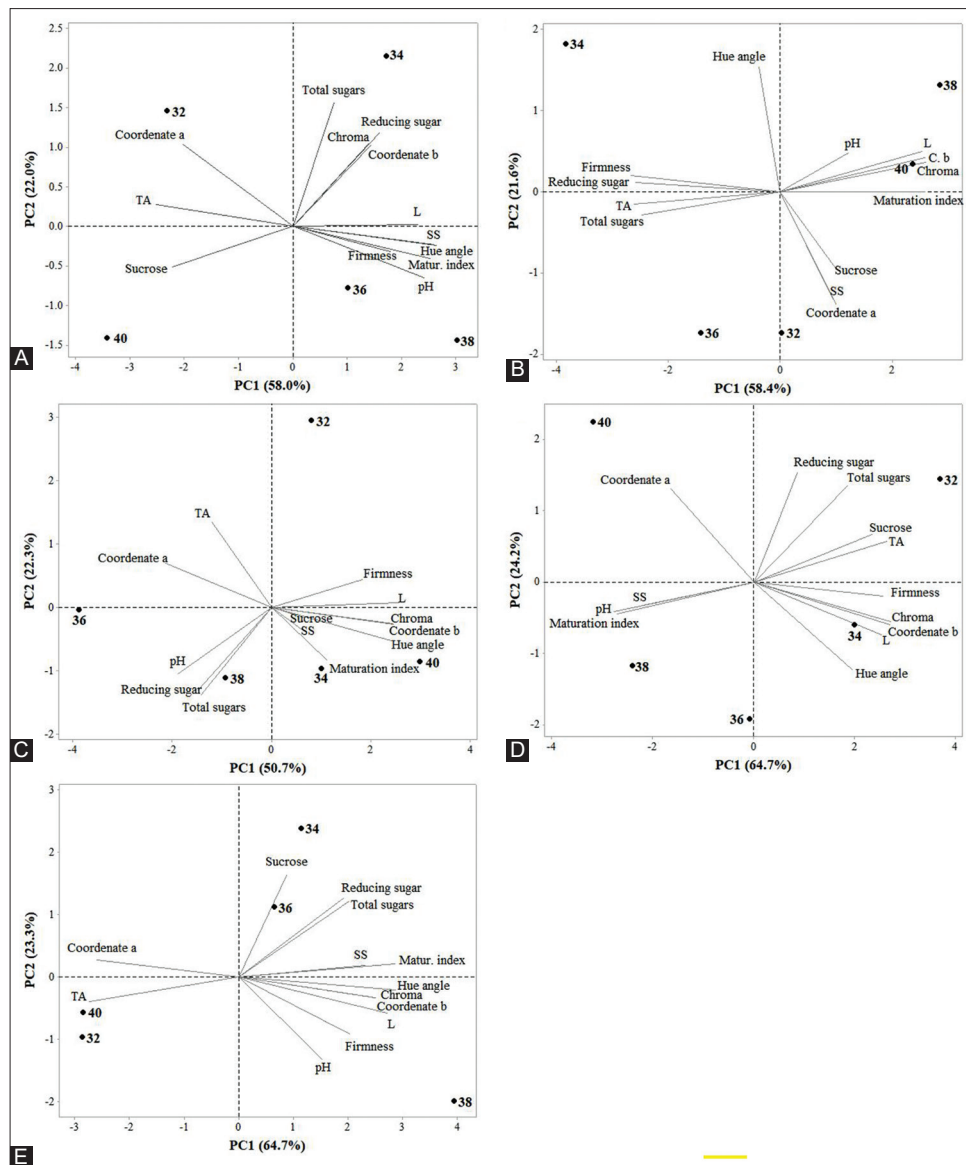 2.5
2.0
1.5
1.0
0.5
0.0
-0.5
-1.0
-1.5
PC2 (22.0%)
34
Total sugars
32
Reducing sugar
Chroma
Coordenate a
Coordenate b
TA
L
SS
Hue angle
Firmness
Matur. index
Sucrose
pH
36
40
38
-4 -3 -2 -1 0 1 2 3
PC1 (58.0%)
A
2
1
0
-1
-2
PC2 (21.6%)
34
Hue angle
38
pH
L
C. b
40
Chroma
Firmness
Reducing sugar
Maturation index
TA
Total sugars
Sucrose
SS
Coordenate a
36
32
-4 -2 0 2
PC1 (58.4%)
B
3
2
1
0
-1
-2
PC2 (22.3%)
32
TA
Coordenate a
Firmness
L
36
Sucrose
Chroma
SS
Coordenate b
Hue angle
pH
40
Reducing sugar
38
34
Maturation index
Total sugars
-4 -2 0 2 4
PC1 (50.7%)
C
2
1
0
-1
-2
PC2 (24.2%)
40
Reducing sugar
Coordenate a
Total sugars
32
Sucrose
TA
SS
Firmness
pH
Maturation index
Chroma
Coordenate b
34
L
38
Hue angle
36
-4 -2 0 2 4
PC1 (64.7%)
D
3
2
1
0
-1
-2
PC2 (23.3%)
34
Sucrose
36
Reducing sugar
Total sugars
Coordenate a
SS
Matur. index
Hue angle
TA
Chroma
40
Coordenate b
L
32
Firmness
pH
38
-3 -2 -1 0 1 2 3 4
PC1 (64.7%)
E